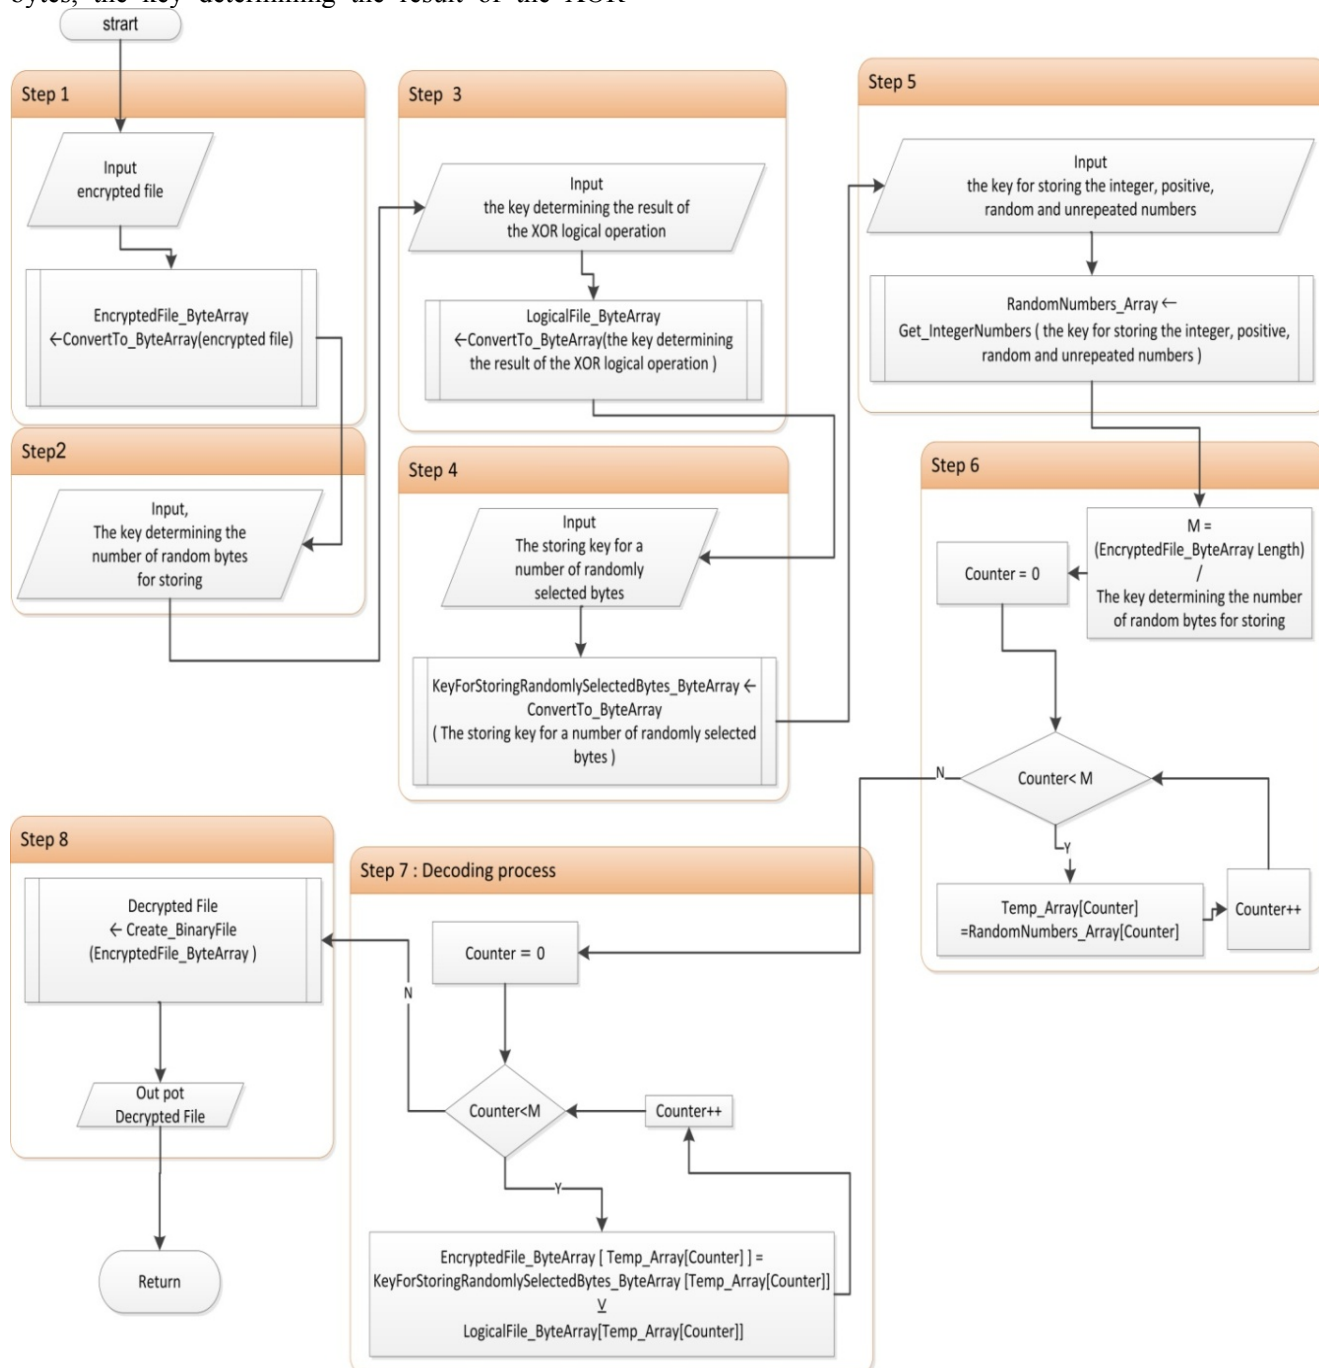 bytes, the key determining the result of the XOR
strart
Step 1
Input
encrypted file
EncryptedFile_ByteArray
←ConvertTo_ByteArray(encrypted file)
Step2
Input,
The key determining the
number of random bytes
for storing
Step 3
Input
the key determining the result of
the XOR logical operation
LogicalFile_ByteArray
←ConvertTo_ByteArray(the key determining
the result of the XOR logical operation )
Step 4
Input
The storing key for a
number of randomly
selected bytes
KeyForStoringRandomlySelectedBytes_ByteArray ←
ConvertTo_ByteArray
( The storing key for a number of randomly selected
bytes )
Step 5
Input
the key for storing the integer, positive,
random and unrepeated numbers
RandomNumbers_Array ←
Get_IntegerNumbers ( the key for storing the integer, positive,
random and unrepeated numbers )
Step 6
M =
(EncryptedFile_ByteArray Length)
/
The key determining the number
of random bytes for storing
Counter = 0
Counter< M
N
Y
Temp_Array[Counter]
=RandomNumbers_Array[Counter]
Counter++
Step 7 : Decoding process
Counter = 0
Counter<M
N
Y
Counter++
EncryptedFile_ByteArray [ Temp_Array[Counter] ] =
KeyForStoringRandomlySelectedBytes_ByteArray [Temp_Array[Counter]]
⊻
LogicalFile_ByteArray[Temp_Array[Counter]]
Step 8
Decrypted File
← Create_BinaryFile
(EncryptedFile_ByteArray )
Out pot
Decrypted File
Return